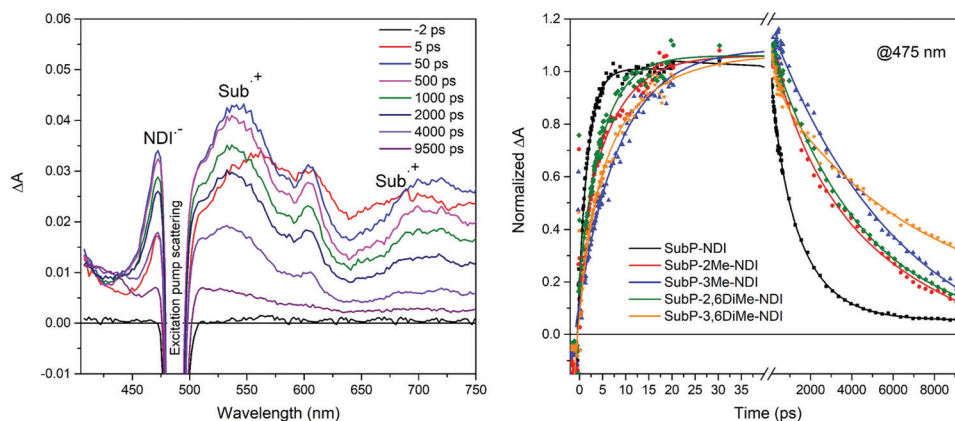 0.06
0.05
0.04
0.03
0.02
0.01
0.00
-0.01
ΔA
450
500
550
600
650
700
750
Wavelength (nm)
NDI·-
Sub·+
Sub·+
Excitation pump scattering
-2 ps
5 ps
50 ps
500 ps
1000 ps
2000 ps
4000 ps
9500 ps
1.2
1.0
0.8
0.6
0.4
0.2
0.0
Normalized ΔA
@475 nm
SubP-NDI
SubP-2Me-NDI
SubP-3Me-NDI
SubP-2,6DiMe-NDI
SubP-3,6DiMe-NDI
0
5
10
15
20
25
30
35
2000
4000
6000
8000
Time (ps)